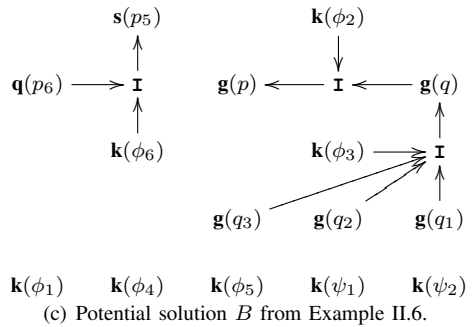 s(p₅) k(ϕ₂)
q(p₆) I g(p) I g(q)
k(ϕ₆) k(ϕ₃) I
g(q₃) g(q₂) g(q₁)
k(ϕ₁) k(ϕ₄) k(ϕ₅) k(ψ₁) k(ψ₂)
(c) Potential solution B from Example II.6.